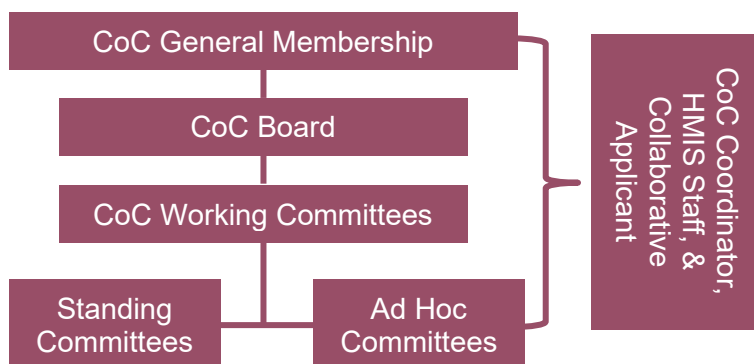 CoC General Membership
CoC Board
CoC Working Committees
Standing
Committees
Ad Hoc
Committees
CoC Coordinator,
HMIS Staff, &
Collaborative
Applicant